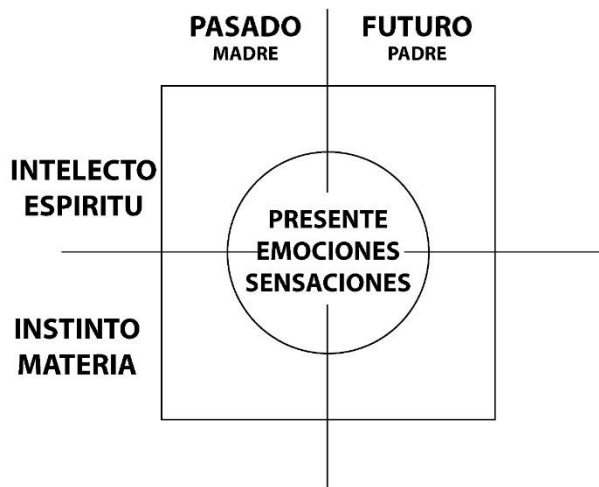 PASADO
MADRE
FUTURO
PADRE
INTELECTO
ESPIRITU
PRESENTE
EMOCIONES
SENSACIONES
INSTINTO
MATERIA